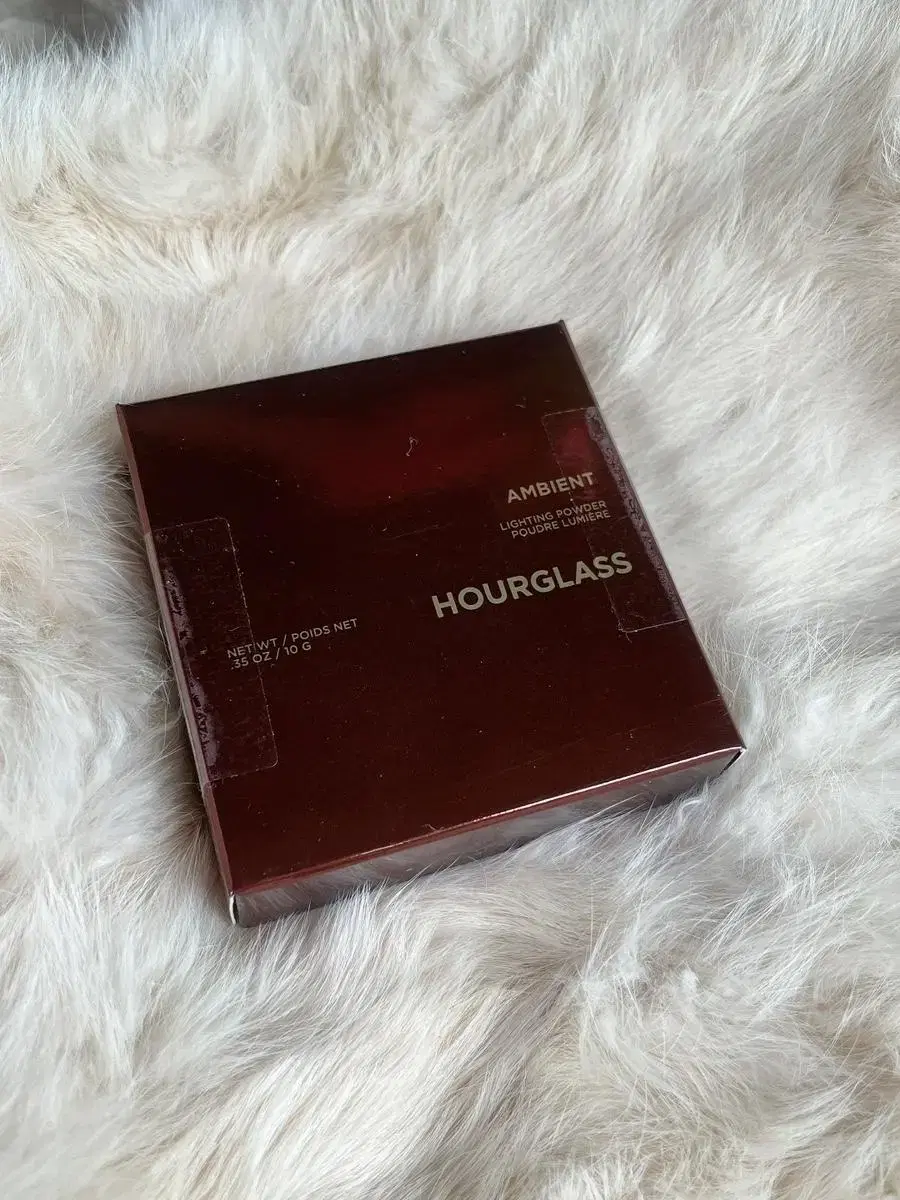 AMBIENT
LIGHTING POWDER
POUDRE LUMIÈRE
HOURGLASS
NET WT / POIDS NET
.35 OZ / 10 G